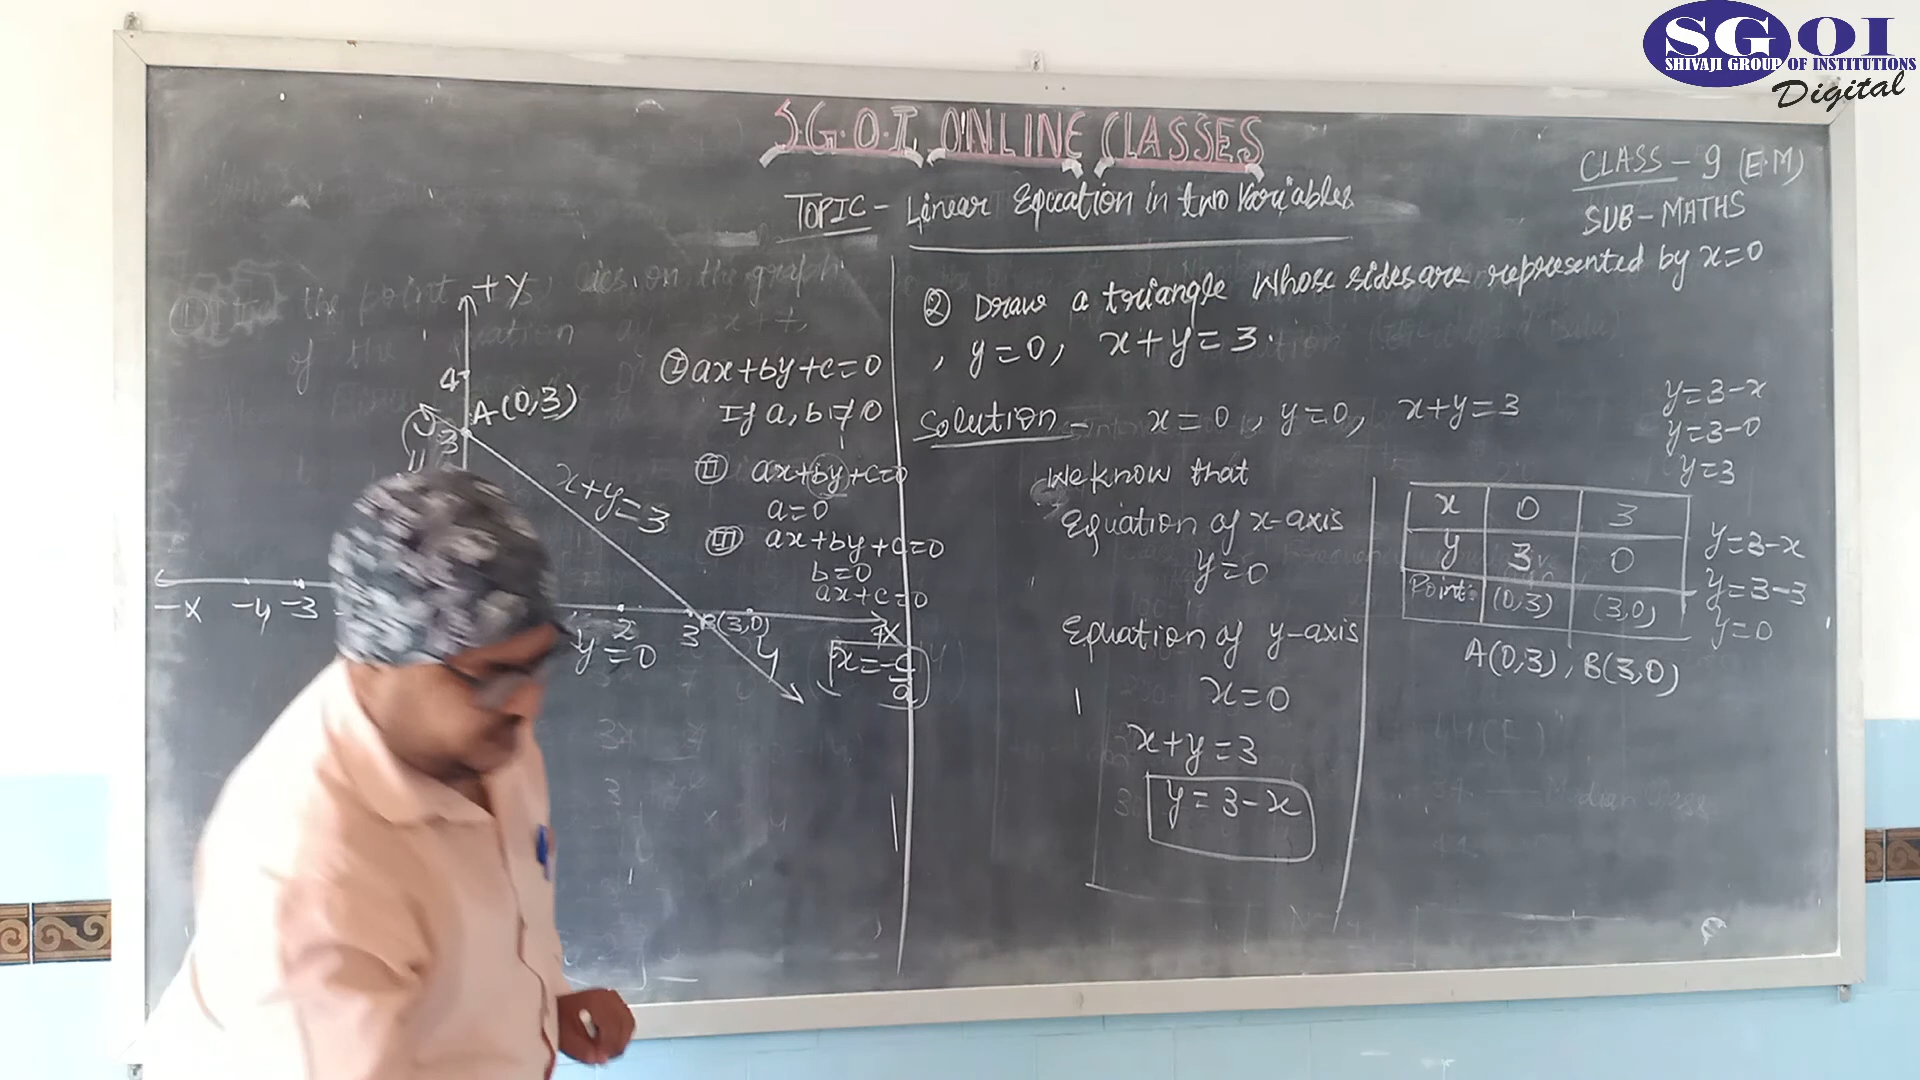 SGOI
SHIVAJI GROUP OF INSTITUTIONS
Digital
S.G.O.I. ONLINE CLASSES
CLASS - 9 (E.M)
SUB - MATHS
TOPIC - Linear Equation in two Variables
+Y
4
A(0,3)
3
x+y=3
-X -4 -3
2 3 B(3,0) 4 +X
y=0
I ax+by+c=0
If a, b ≠ 0
II ax+by+c=0
a=0
III ax+by+c=0
b=0
ax+c=0
x=-c/a
② Draw a triangle whose sides are represented by x=0
, y=0, x+y=3.
Solution - x=0, y=0, x+y=3
We know that
Equation of x-axis
y=0
Equation of y-axis
x=0
x+y=3
y=3-x
y=3-x
y=3-0
y=3
x 0 3
y 3 0
Point (0,3) (3,0)
A(0,3), B(3,0)
y=3-x
y=3-3
y=0